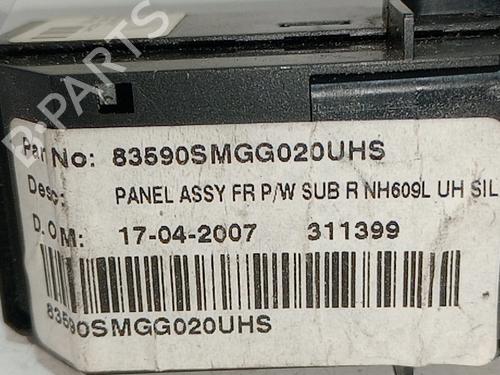 B-PARTS
Part No: 83590SMGG020UHS
Desc: PANEL ASSY FR P/W SUB R NH609L UH SIL
D.O.M: 17-04-2007 311399
83590SMGG020UHS